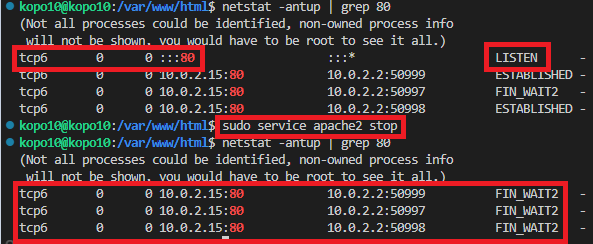 kopo10@kopo10:/var/www/html$ netstat -antup | grep 80
(Not all processes could be identified, non-owned process info
 will not be shown, you would have to be root to see it all.)
tcp6       0      0 :::80                   :::*                    LISTEN      -
tcp6       0      0 10.0.2.15:80            10.0.2.2:50999          ESTABLISHED -
tcp6       0      0 10.0.2.15:80            10.0.2.2:50997          FIN_WAIT2   -
tcp6       0      0 10.0.2.15:80            10.0.2.2:50998          ESTABLISHED -
kopo10@kopo10:/var/www/html$ sudo service apache2 stop
kopo10@kopo10:/var/www/html$ netstat -antup | grep 80
(Not all processes could be identified, non-owned process info
 will not be shown, you would have to be root to see it all.)
tcp6       0      0 10.0.2.15:80            10.0.2.2:50999          FIN_WAIT2   -
tcp6       0      0 10.0.2.15:80            10.0.2.2:50997          FIN_WAIT2   -
tcp6       0      0 10.0.2.15:80            10.0.2.2:50998          FIN_WAIT2   -